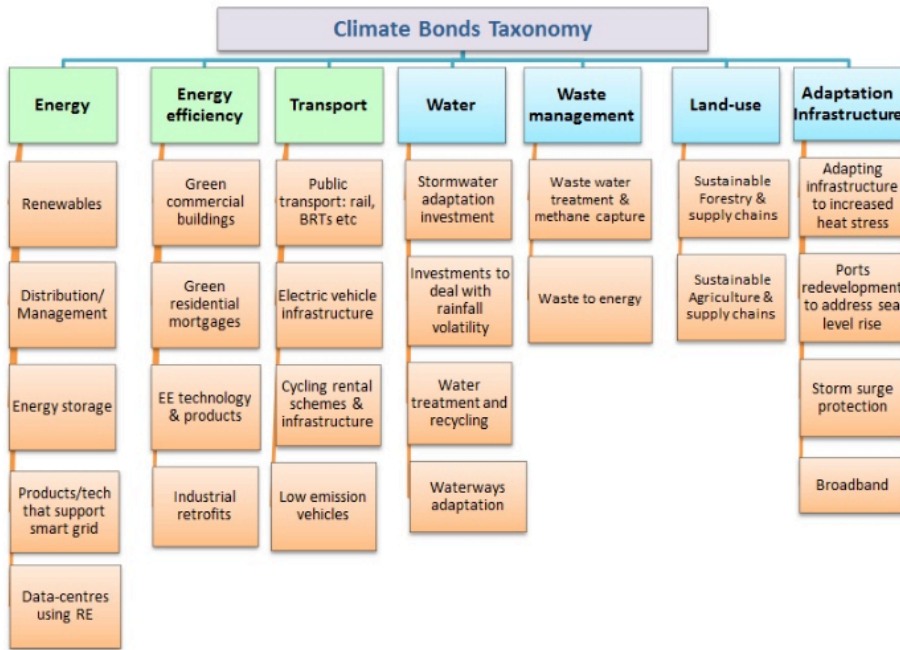 Climate Bonds Taxonomy
Energy
Renewables
Distribution/
Management
Energy storage
Products/tech
that support
smart grid
Data-centres
using RE
Energy
efficiency
Green
commercial
buildings
Green
residential
mortgages
EE technology
& products
Industrial
retrofits
Transport
Public
transport: rail,
BRTs etc
Electric vehicle
infrastructure
Cycling rental
schemes &
infrastructure
Low emission
vehicles
Water
Stormwater
adaptation
investment
Investments to
deal with
rainfall
volatility
Water
treatment and
recycling
Waterways
adaptation
Waste
management
Waste water
treatment &
methane capture
Waste to energy
Land-use
Sustainable
Forestry &
supply chains
Sustainable
Agriculture &
supply chains
Adaptation
Infrastructure
Adapting
infrastructure
to increased
heat stress
Ports
redevelopment
to address sea
level rise
Storm surge
protection
Broadband